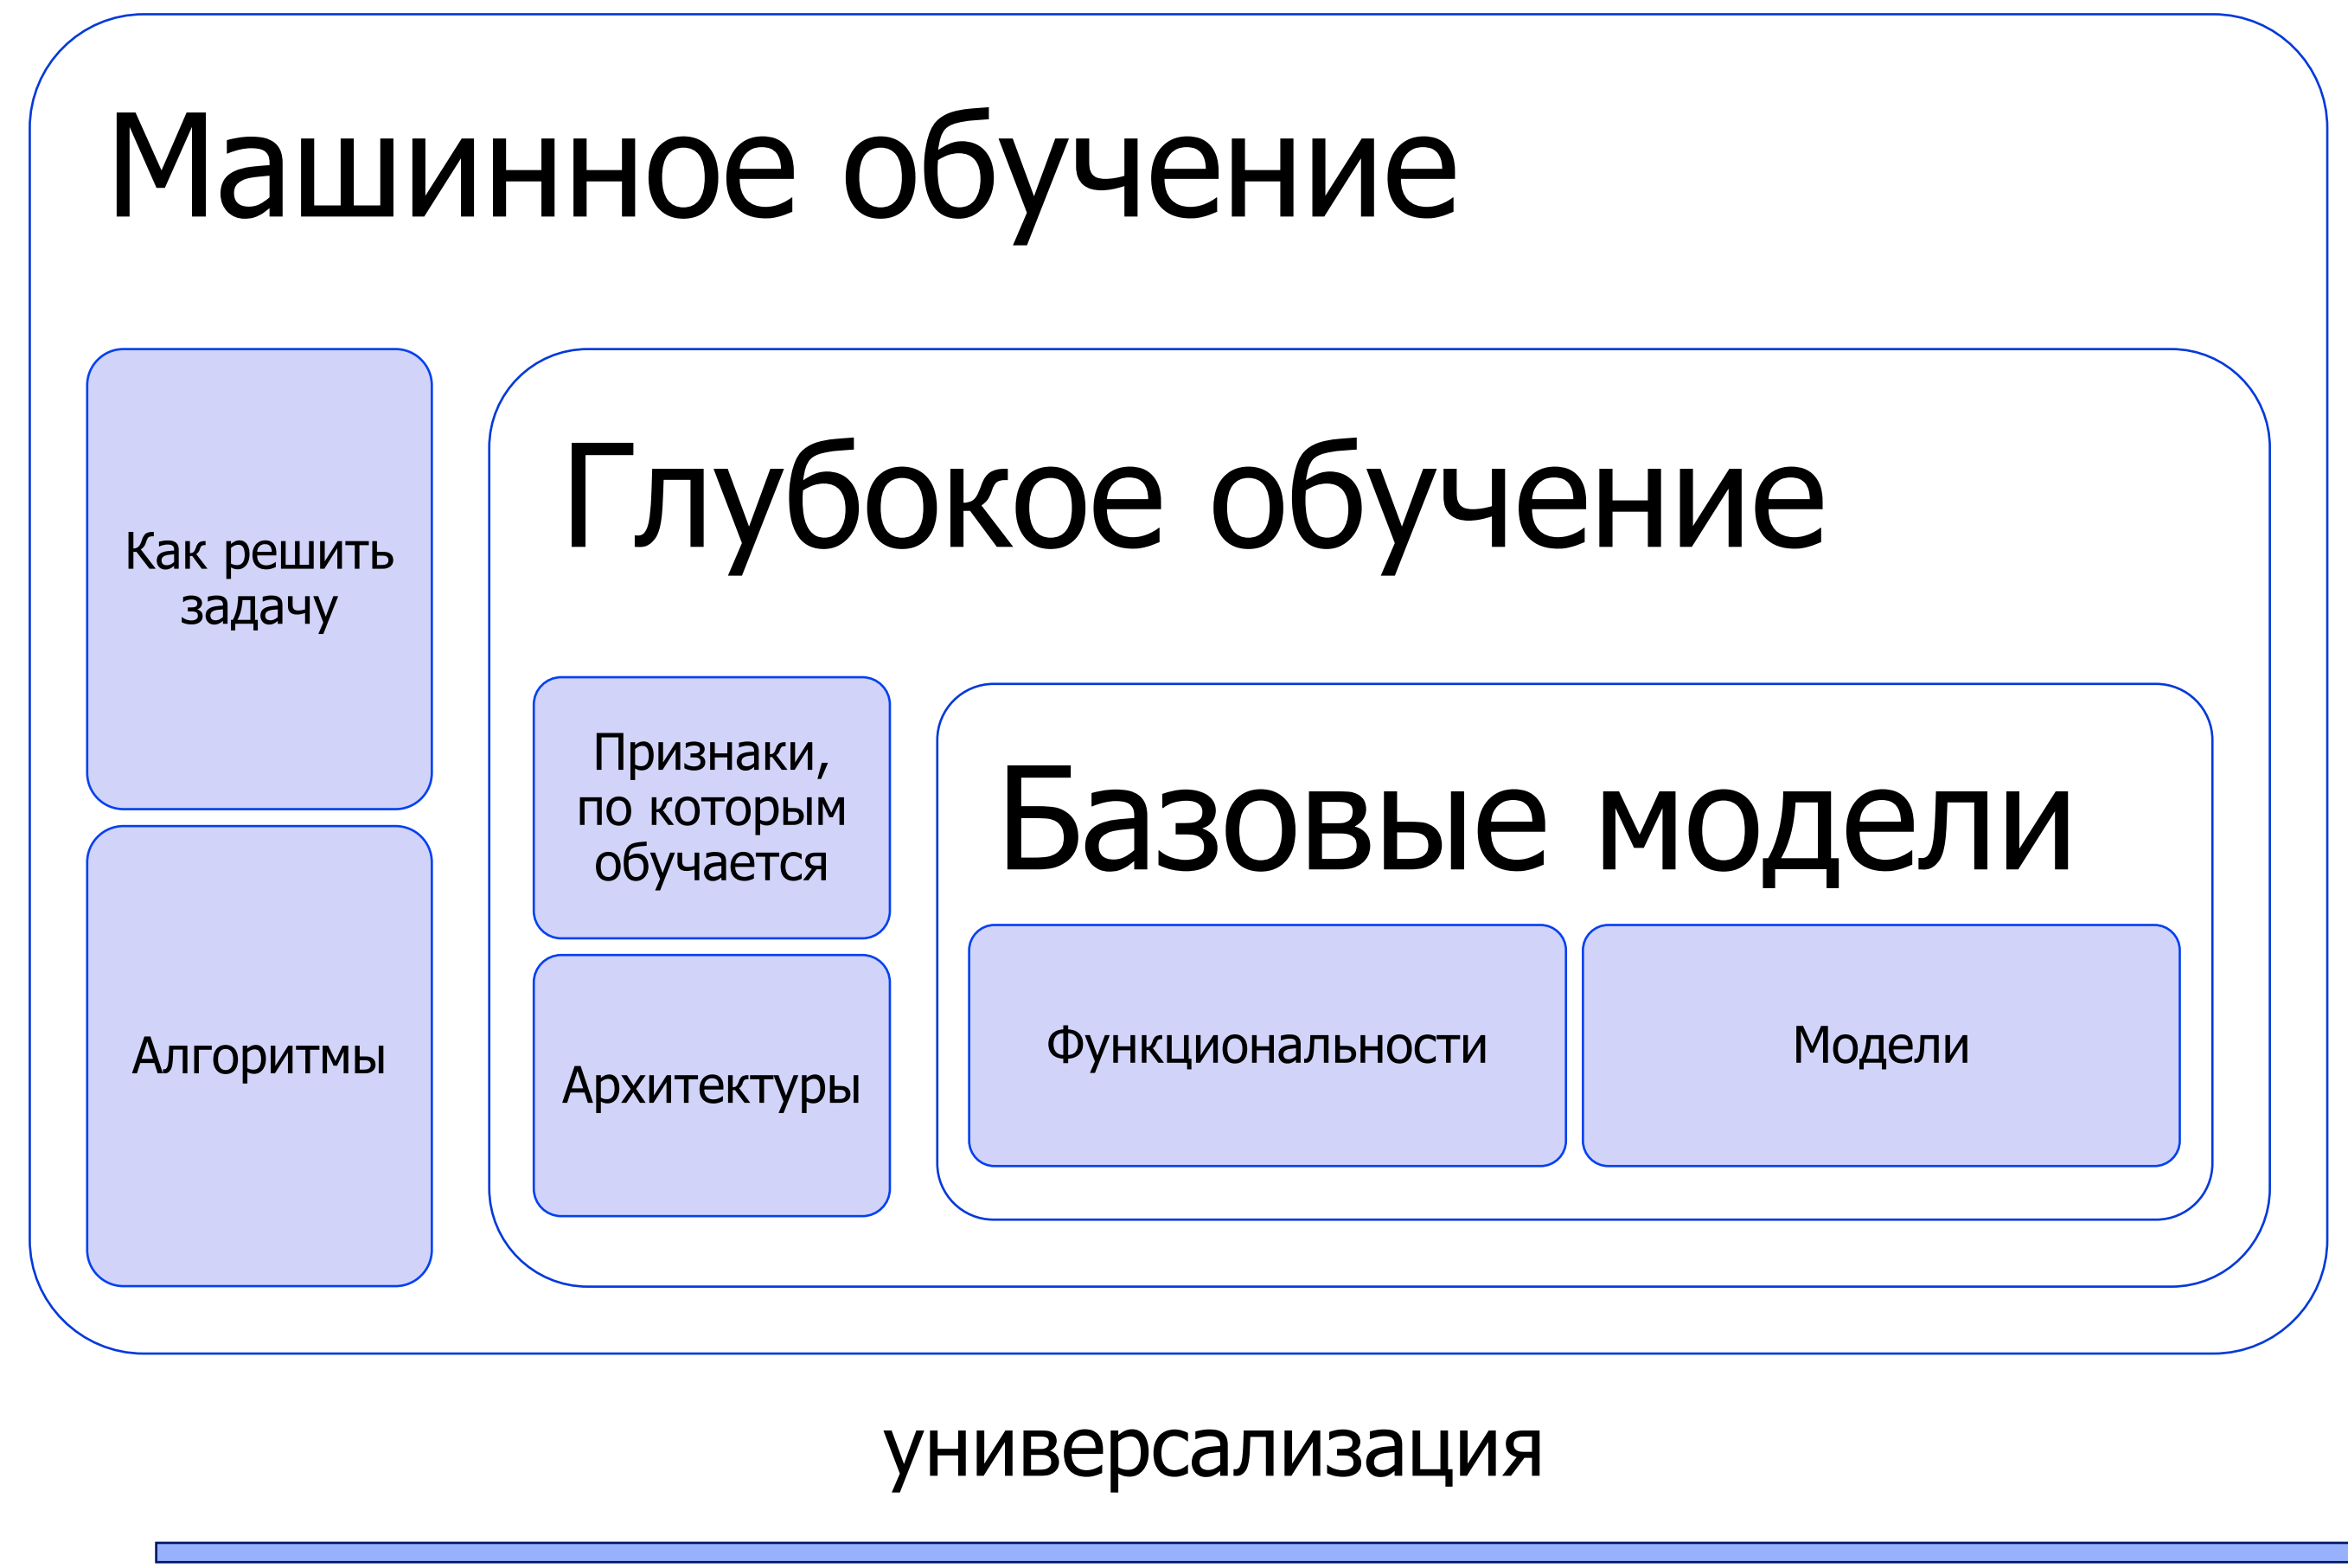 Машинное обучение
Как решить
задачу
Алгоритмы
Глубокое обучение
Признаки,
по которым
обучается
Архитектуры
Базовые модели
Функциональности
Модели
универсализация